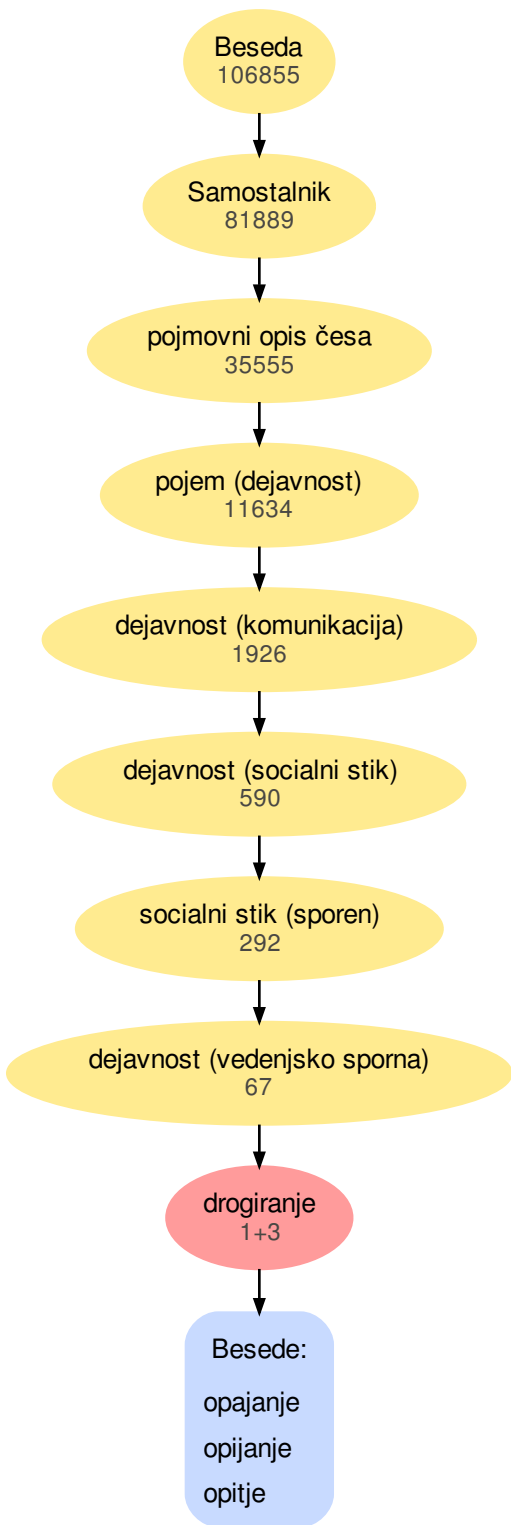 Beseda
106855
Samostalnik
81889
pojmovni opis česa
35555
pojem (dejavnost)
11634
dejavnost (komunikacija)
1926
dejavnost (socialni stik)
590
socialni stik (sporen)
292
dejavnost (vedenjsko sporna)
67
drogiranje
1+3
Besede:
opajanje
opijanje
opitje